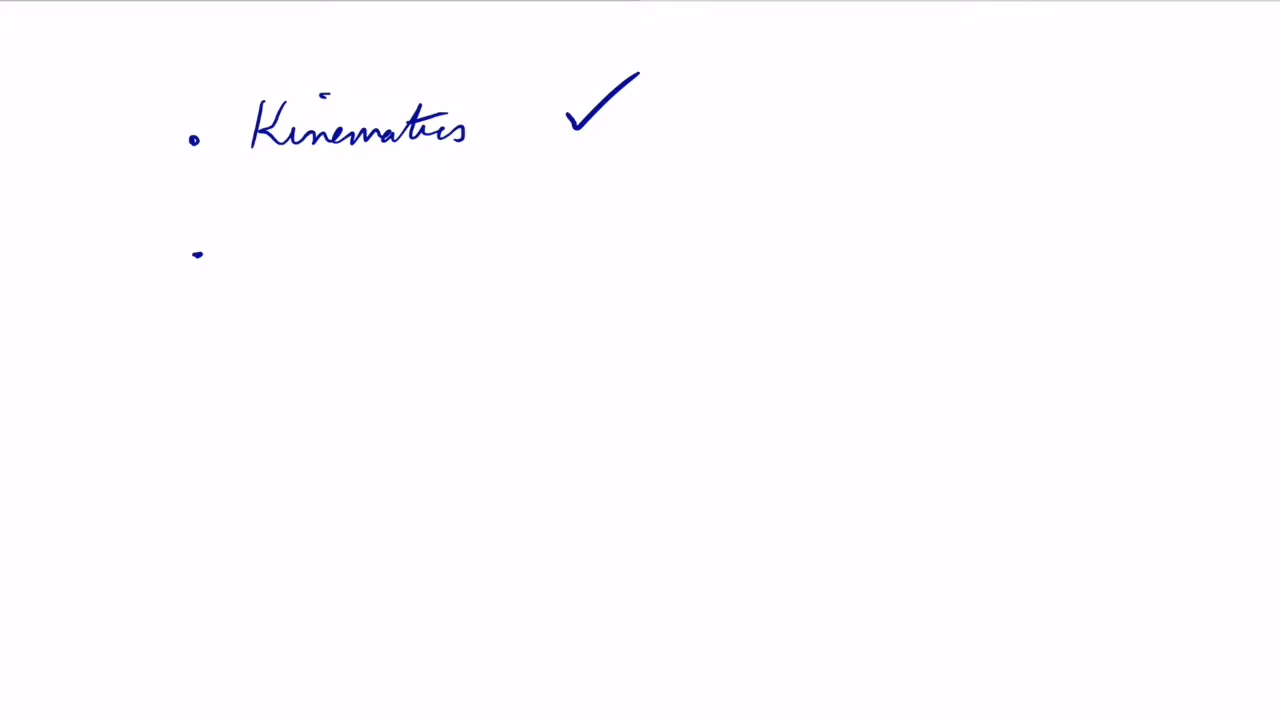 • Kinematics ✓
•